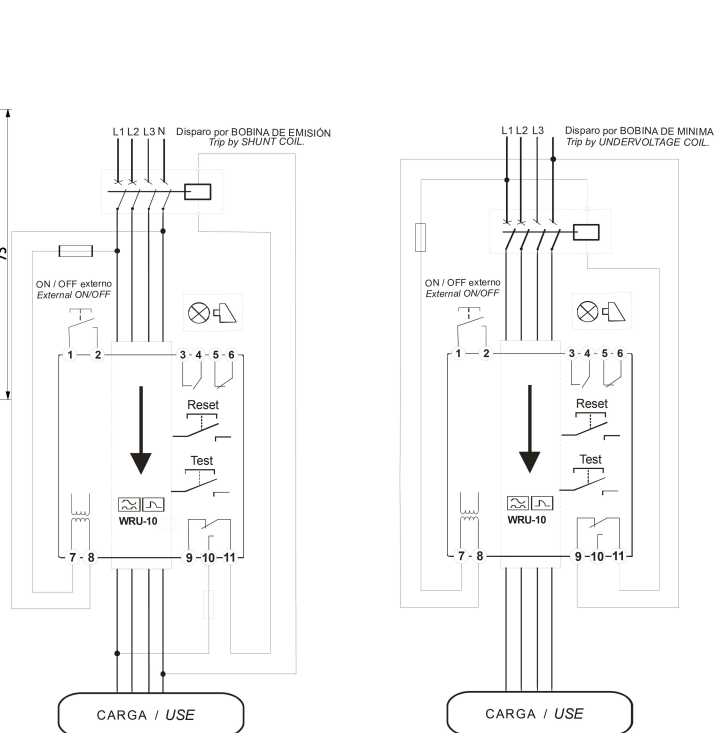 L1 L2 L3 N
Disparo por BOBINA DE EMISIÓN
Trip by SHUNT COIL.
ON / OFF externo
External ON/OFF
1 2 3 4 5 6
Reset
Test
WRU-10
7 8 9 10 11
CARGA / USE
L1 L2 L3
Disparo por BOBINA DE MINIMA
Trip by UNDERVOLTAGE COIL.
ON / OFF externo
External ON/OFF
1 2 3 4 5 6
Reset
Test
WRU-10
7 8 9 10 11
CARGA / USE